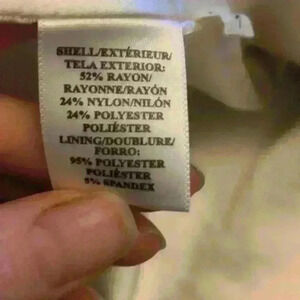 SHELL/EXTÉRIEUR/
TELA EXTERIOR:
52% RAYON/
RAYONNE/RAYÓN
24% NYLON/NILÓN
24% POLYESTER
POLIÉSTER
LINING/DOUBLURE/
FORRO:
95% POLYESTER
POLIÉSTER
5% SPANDEX